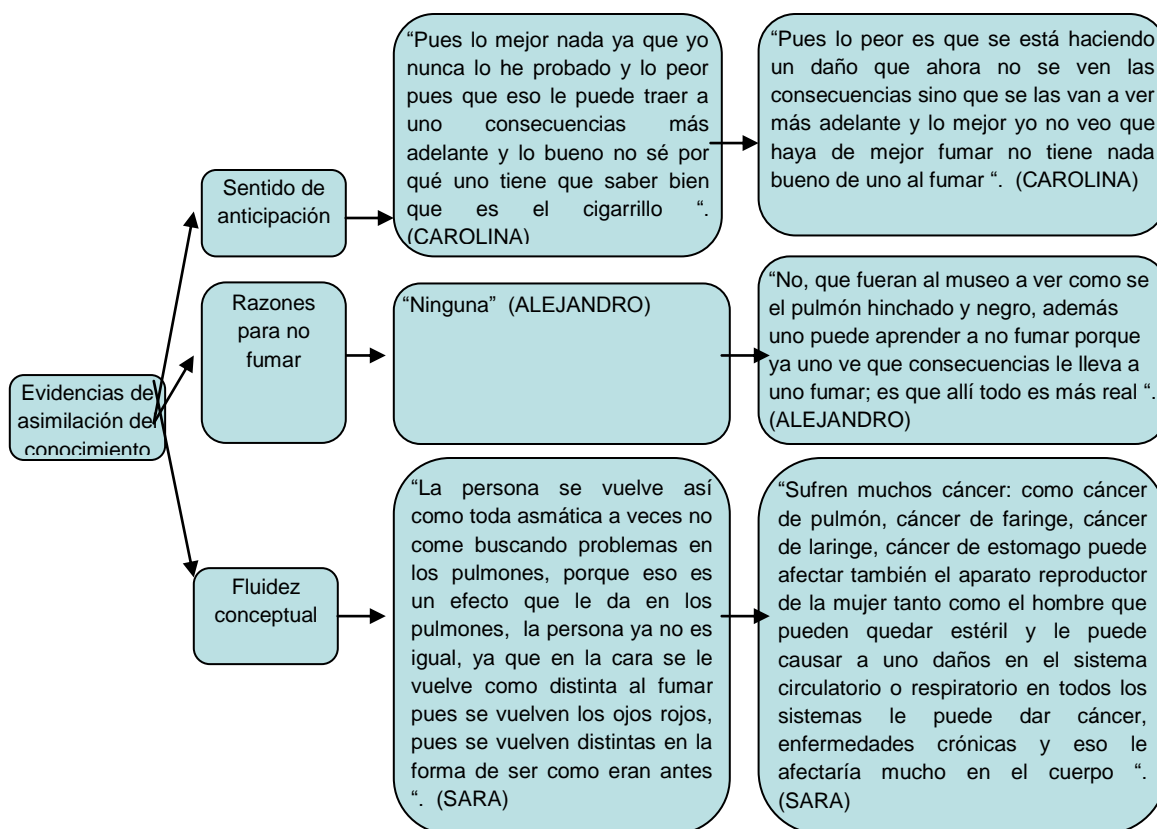 Evidencias de
asimilación del
conocimiento
Sentido de
anticipación
“Pues lo mejor nada ya que yo
nunca lo he probado y lo peor
pues que eso le puede traer a
uno consecuencias más
adelante y lo bueno no sé por
qué uno tiene que saber bien
que es el cigarrillo “.
(CAROLINA)
“Pues lo peor es que se está haciendo
un daño que ahora no se ven las
consecuencias sino que se las van a ver
más adelante y lo mejor yo no veo que
haya de mejor fumar no tiene nada
bueno de uno al fumar “. (CAROLINA)
Razones
para no
fumar
“Ninguna” (ALEJANDRO)
“No, que fueran al museo a ver como se
el pulmón hinchado y negro, además
uno puede aprender a no fumar porque
ya uno ve que consecuencias le lleva a
uno fumar; es que allí todo es más real “.
(ALEJANDRO)
Fluidez
conceptual
“La persona se vuelve así
como toda asmática a veces no
come buscando problemas en
los pulmones, porque eso es
un efecto que le da en los
pulmones, la persona ya no es
igual, ya que en la cara se le
vuelve como distinta al fumar
pues se vuelven los ojos rojos,
pues se vuelven distintas en la
forma de ser como eran antes
“. (SARA)
“Sufren muchos cáncer: como cáncer
de pulmón, cáncer de faringe, cáncer
de laringe, cáncer de estomago puede
afectar también el aparato reproductor
de la mujer tanto como el hombre que
pueden quedar estéril y le puede
causar a uno daños en el sistema
circulatorio o respiratorio en todos los
sistemas le puede dar cáncer,
enfermedades crónicas y eso le
afectaría mucho en el cuerpo “.
(SARA)